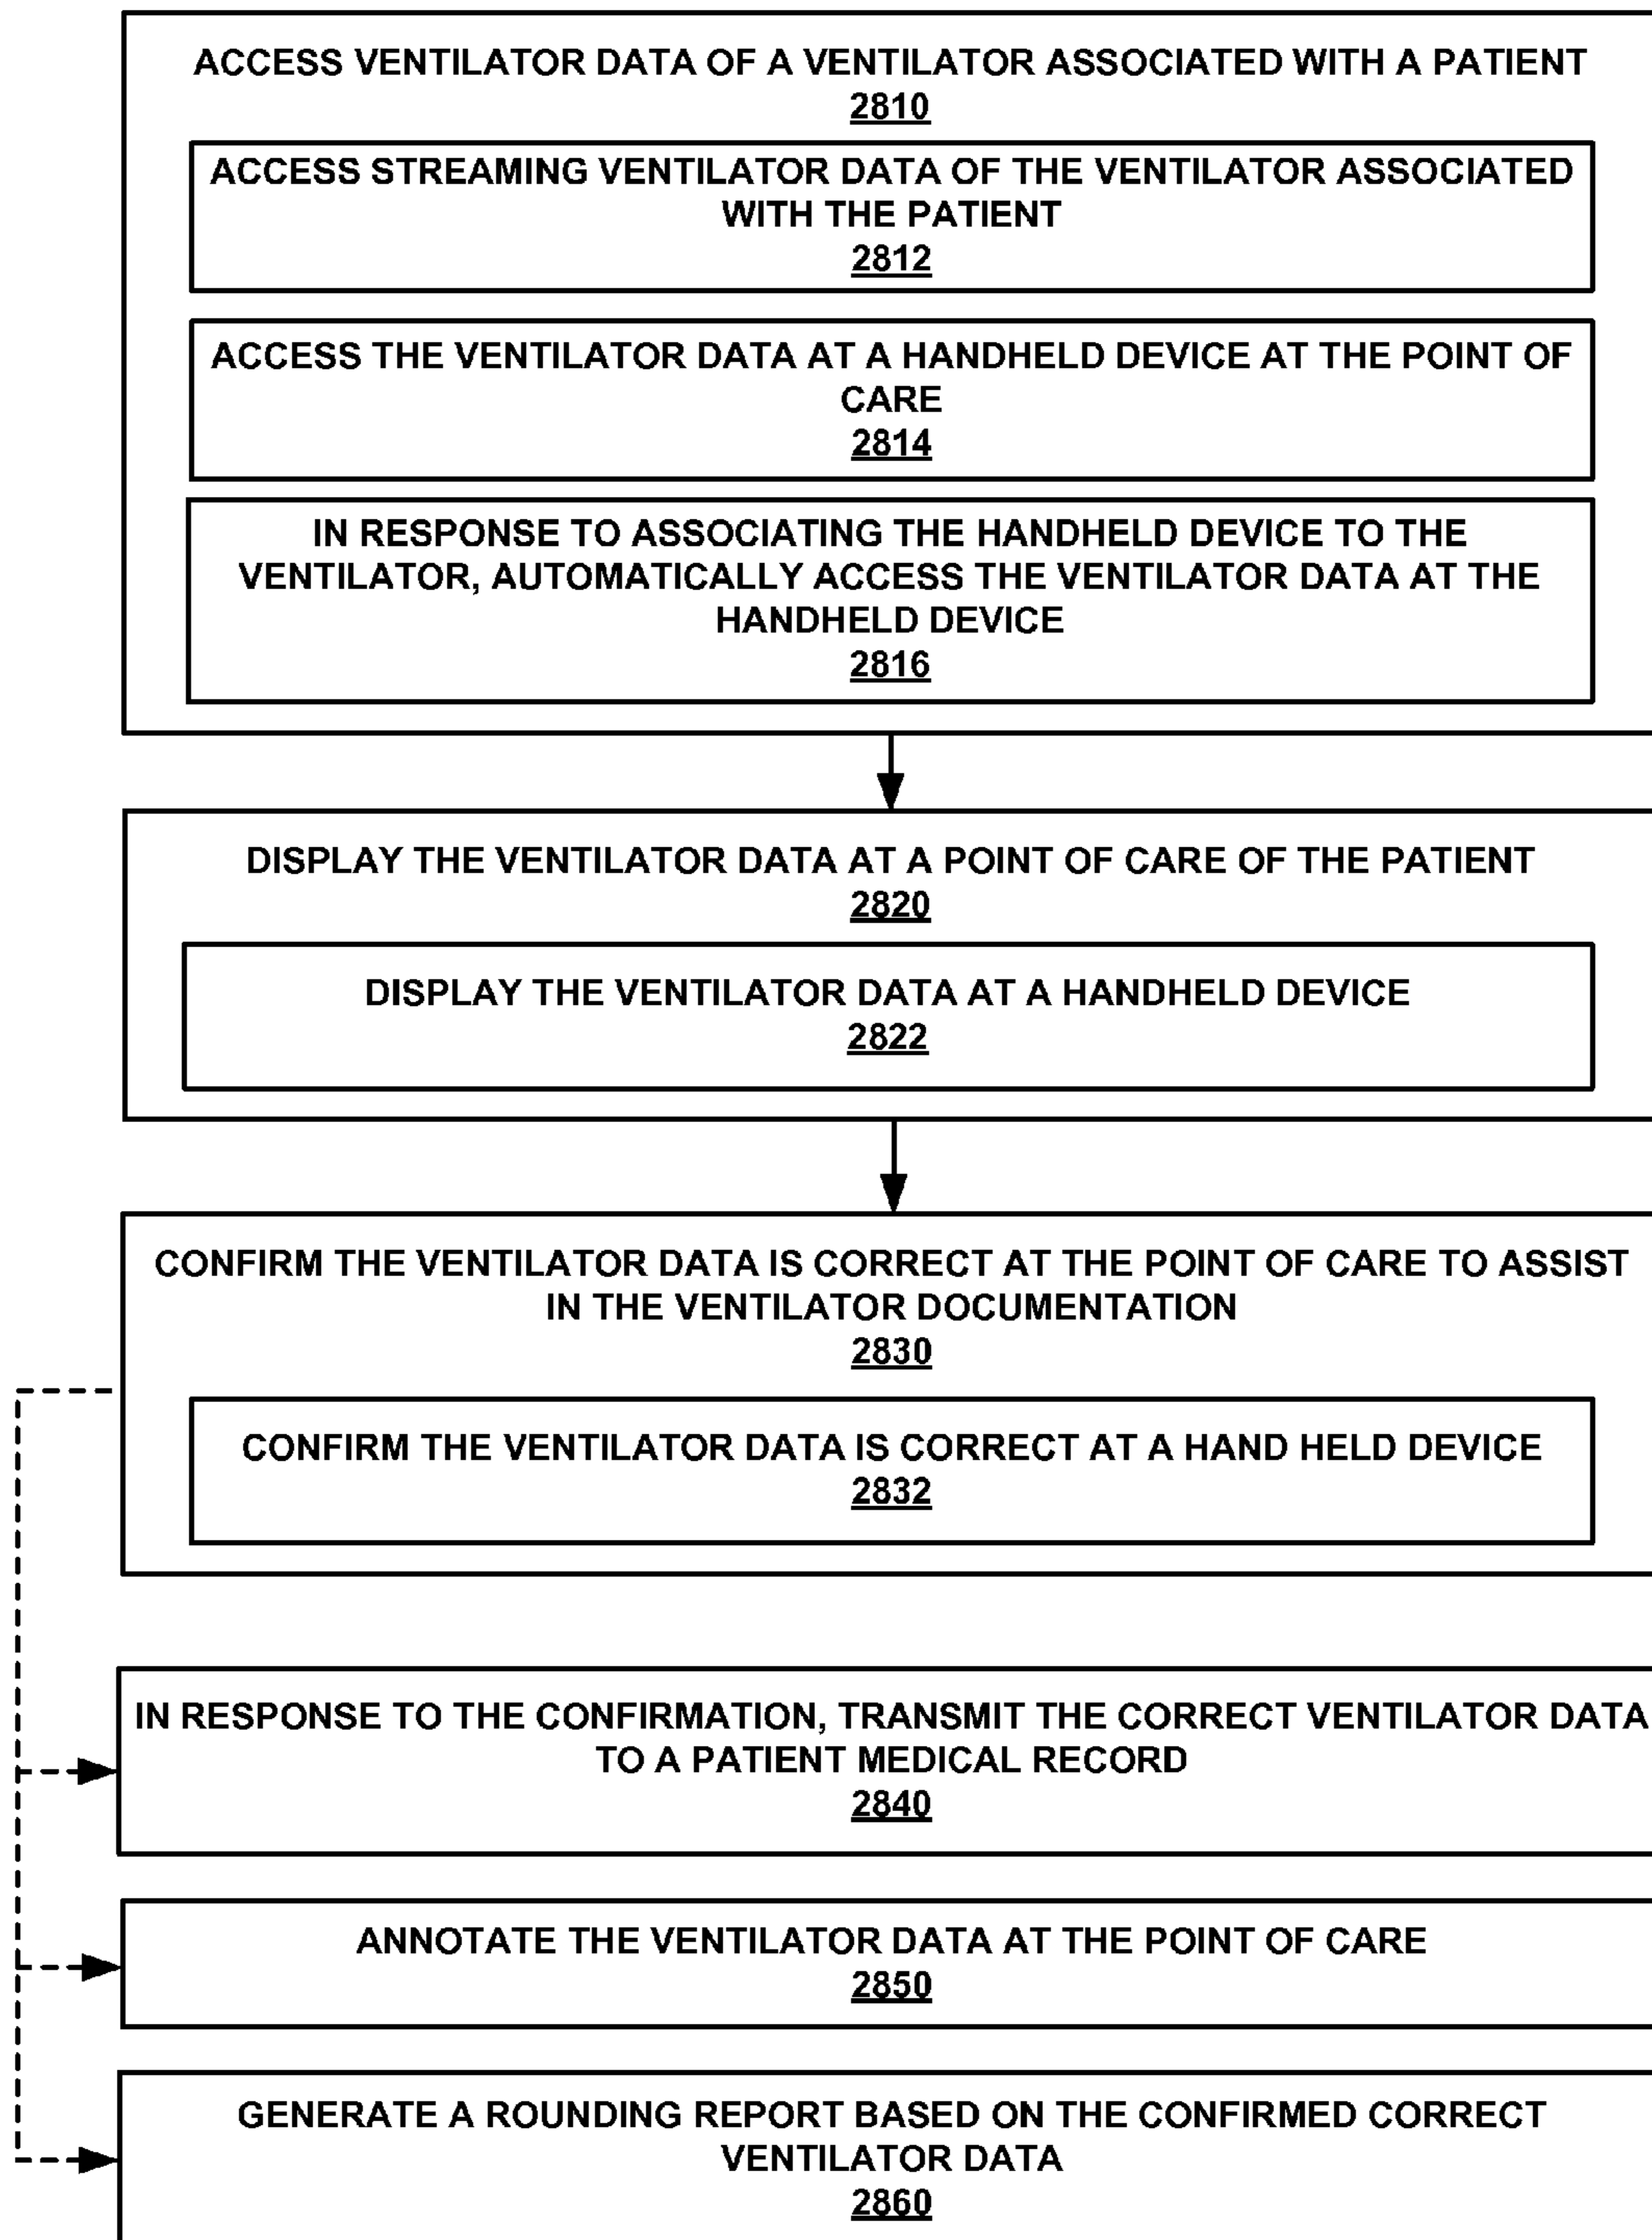 ACCESS VENTILATOR DATA OF A VENTILATOR ASSOCIATED WITH A PATIENT
2810
ACCESS STREAMING VENTILATOR DATA OF THE VENTILATOR ASSOCIATED
WITH THE PATIENT
2812
ACCESS THE VENTILATOR DATA AT A HANDHELD DEVICE AT THE POINT OF
CARE
2814
IN RESPONSE TO ASSOCIATING THE HANDHELD DEVICE TO THE
VENTILATOR, AUTOMATICALLY ACCESS THE VENTILATOR DATA AT THE
HANDHELD DEVICE
2816
DISPLAY THE VENTILATOR DATA AT A POINT OF CARE OF THE PATIENT
2820
DISPLAY THE VENTILATOR DATA AT A HANDHELD DEVICE
2822
CONFIRM THE VENTILATOR DATA IS CORRECT AT THE POINT OF CARE TO ASSIST
IN THE VENTILATOR DOCUMENTATION
2830
CONFIRM THE VENTILATOR DATA IS CORRECT AT A HAND HELD DEVICE
2832
IN RESPONSE TO THE CONFIRMATION, TRANSMIT THE CORRECT VENTILATOR DATA
TO A PATIENT MEDICAL RECORD
2840
ANNOTATE THE VENTILATOR DATA AT THE POINT OF CARE
2850
GENERATE A ROUNDING REPORT BASED ON THE CONFIRMED CORRECT
VENTILATOR DATA
2860